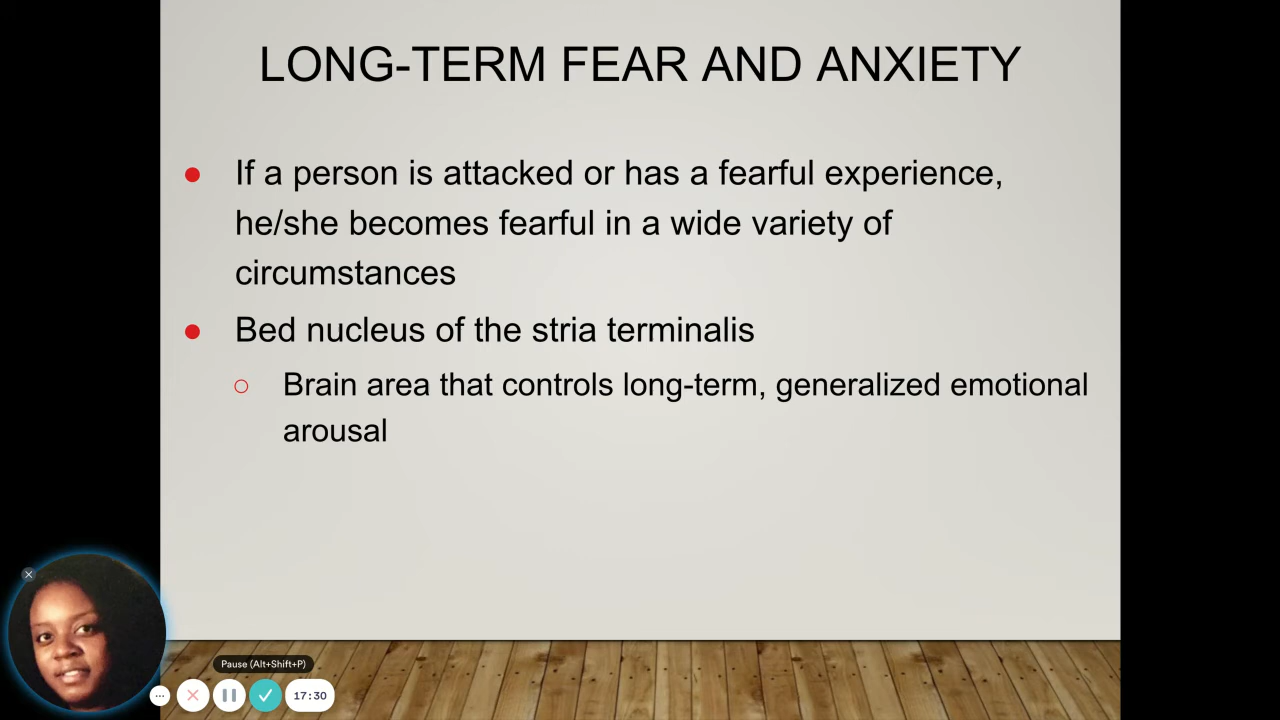 LONG-TERM FEAR AND ANXIETY
● If a person is attacked or has a fearful experience,
he/she becomes fearful in a wide variety of
circumstances
● Bed nucleus of the stria terminalis
○ Brain area that controls long-term, generalized emotional
arousal
Pause (Alt+Shift+P)
17:30